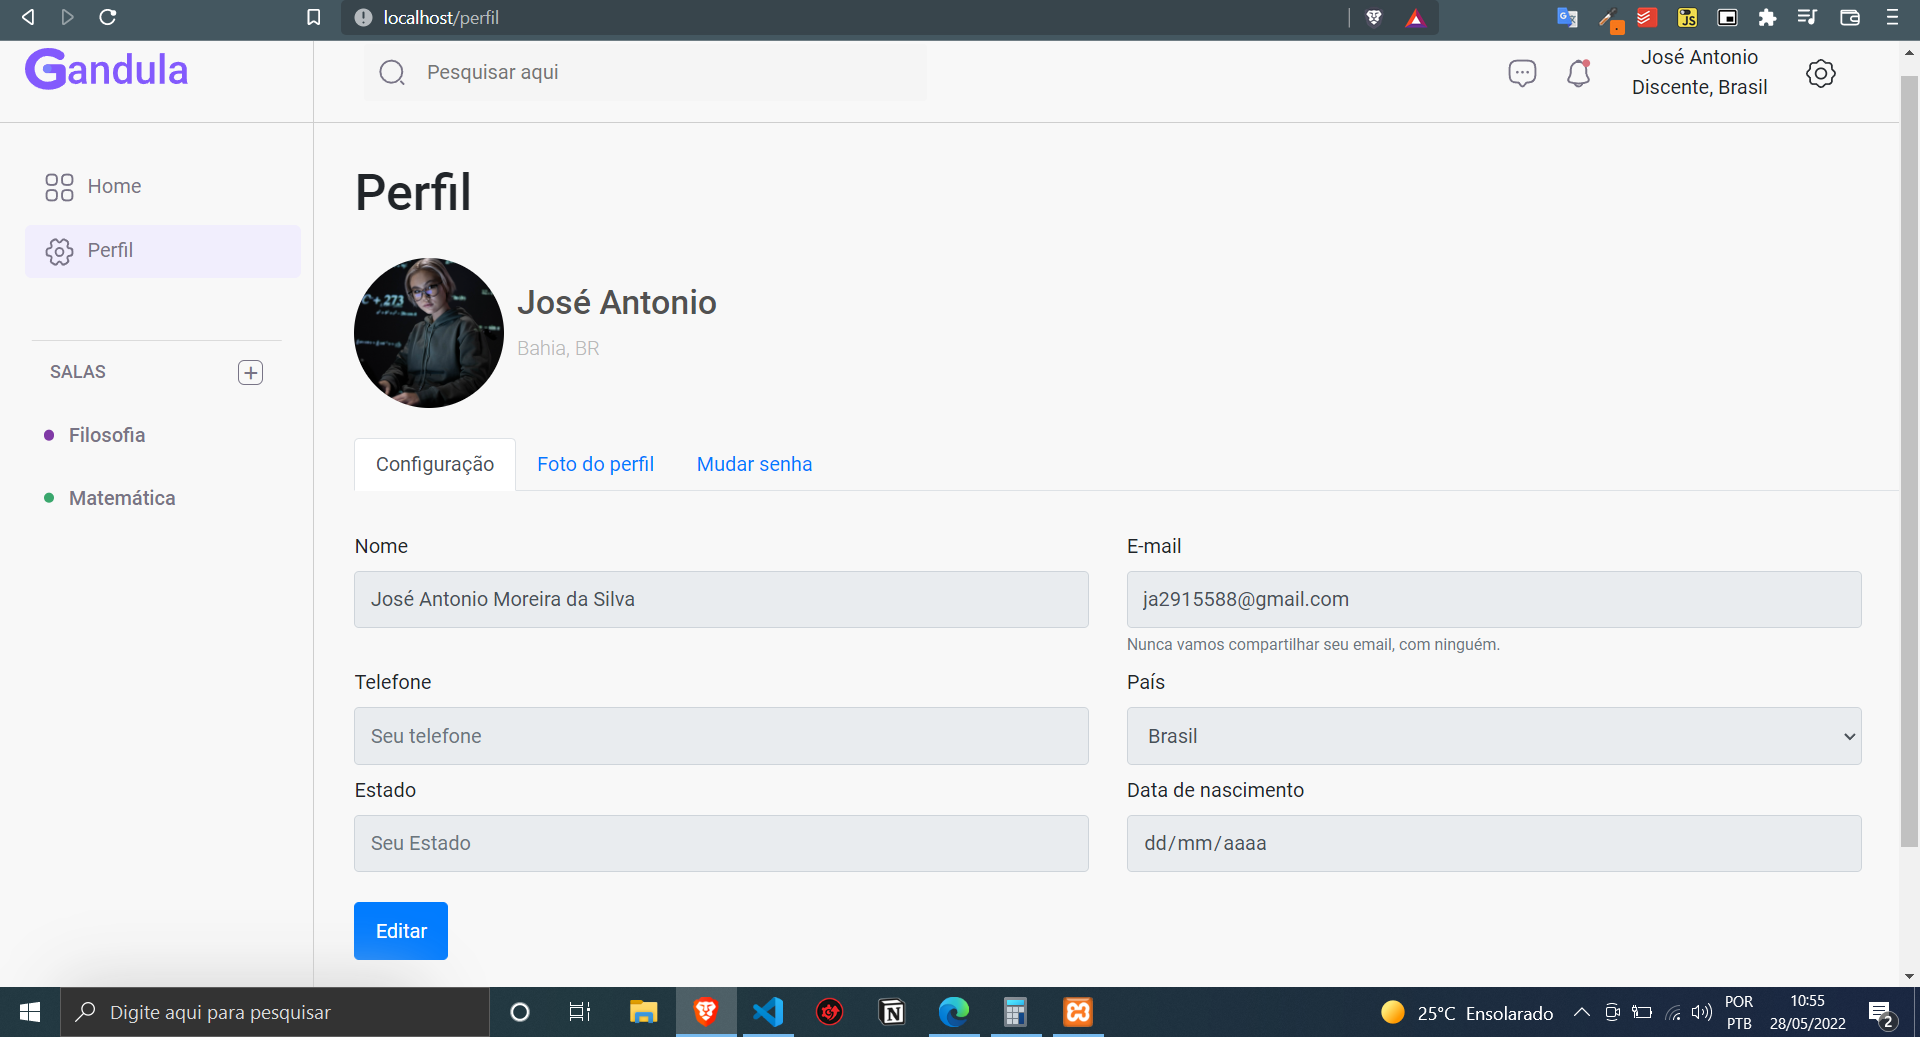 localhost/perfil
Gandula
Pesquisar aqui
José Antonio
Discente, Brasil
Home
Perfil
SALAS
Filosofia
Matemática
Perfil
C+,273
José Antonio
Bahia, BR
Configuração Foto do perfil Mudar senha
Nome
José Antonio Moreira da Silva
E-mail
ja2915588@gmail.com
Nunca vamos compartilhar seu email, com ninguém.
Telefone
Seu telefone
País
Brasil
Estado
Seu Estado
Data de nascimento
dd/mm/aaaa
Editar
Digite aqui para pesquisar
25°C Ensolarado
POR
PTB
10:55
28/05/2022
2